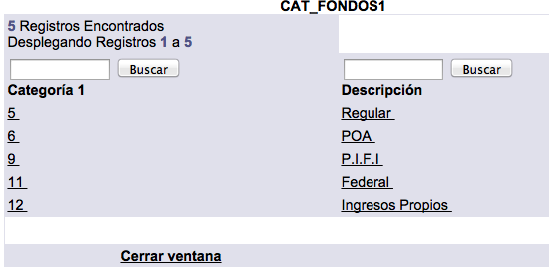 CAT_FONDOS1
5 Registros Encontrados
Desplegando Registros 1 a 5
Buscar Buscar
Categoría 1 Descripción
5 Regular
6 POA
9 P.I.F.I
11 Federal
12 Ingresos Propios
Cerrar ventana